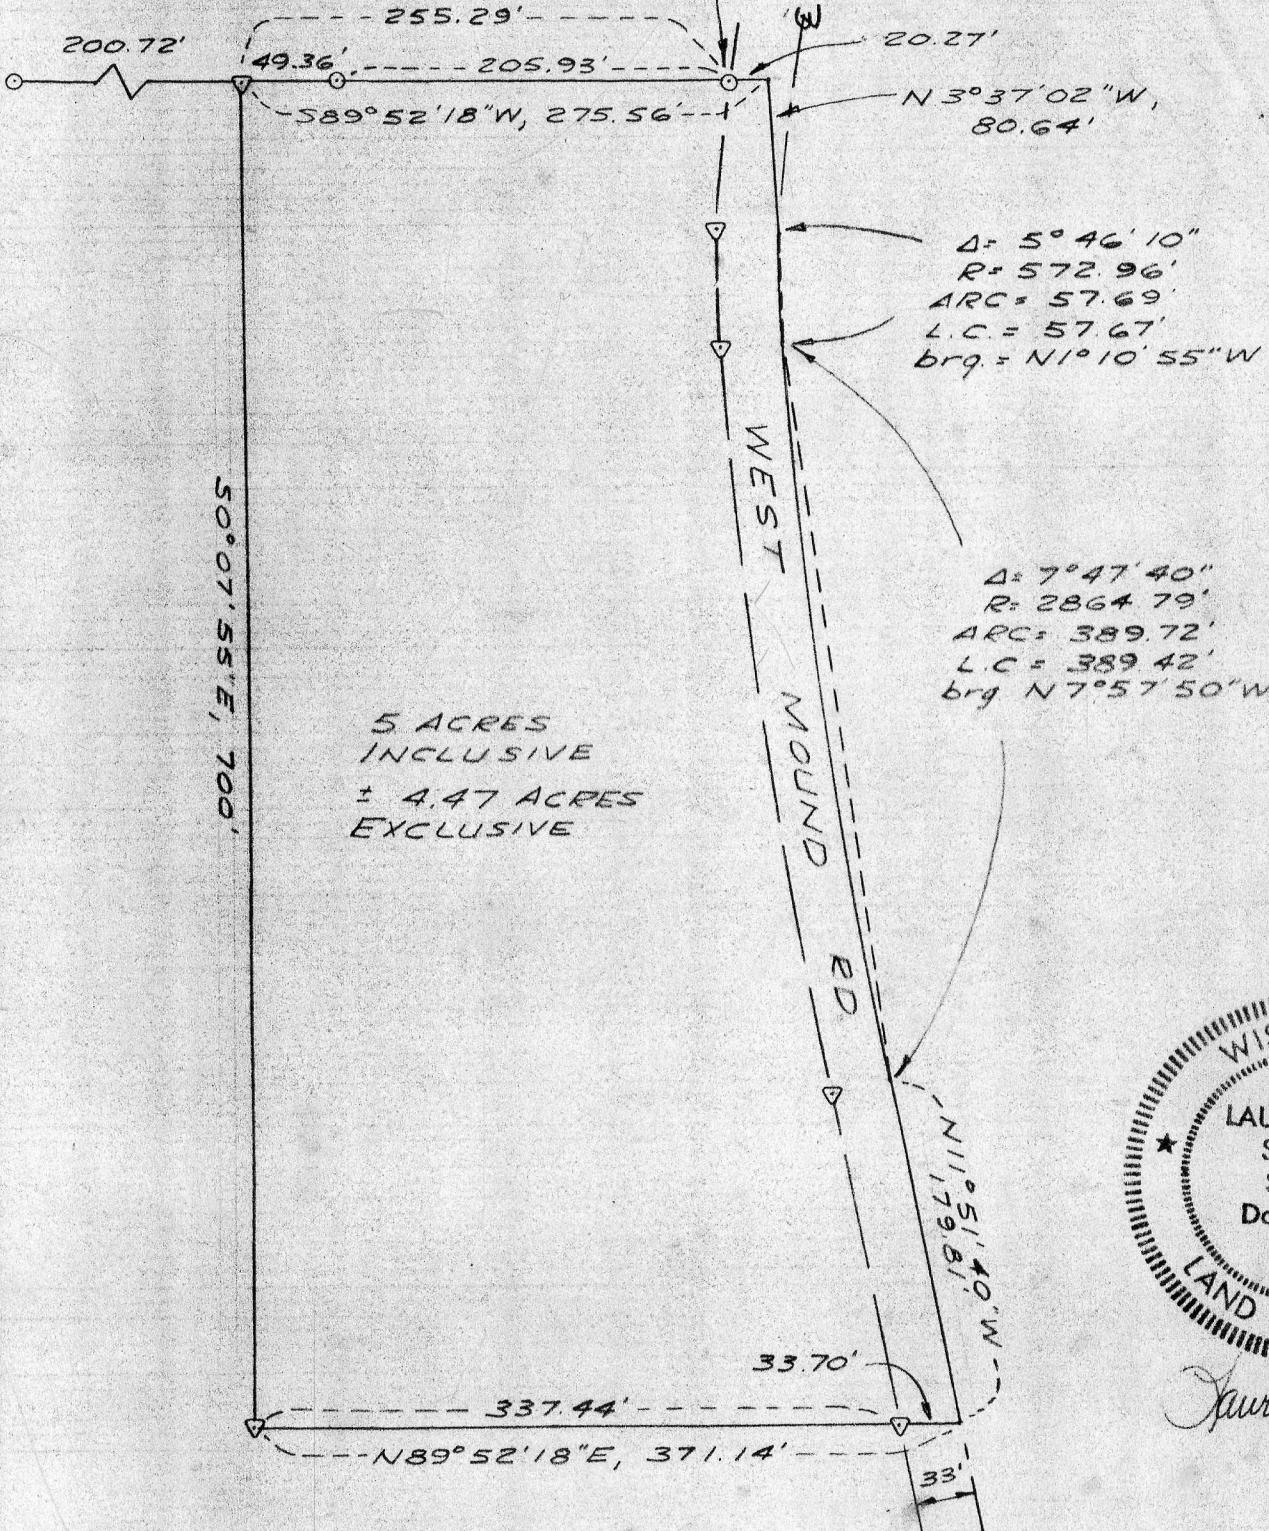 255.29'
200.72'
49.36'
205.93'
20.27'
S89°52'18"W, 275.56'
N 3°37'02"W,
80.64'
Δ= 5°46'10"
R= 572.96'
ARC= 57.69'
L.C.= 57.67'
brg.= N1°10'55"W
WEST MOUND RD
S0°07'55"E, 700'
Δ= 7°47'40"
R= 2864.79'
ARC= 389.72'
L.C = 389.42'
brg N7°57'50"W
5 ACRES
INCLUSIVE
± 4.47 ACRES
EXCLUSIVE
N11°51'40"W
179.81'
33.70'
337.44'
N89°52'18"E, 371.14'
33'
LAND